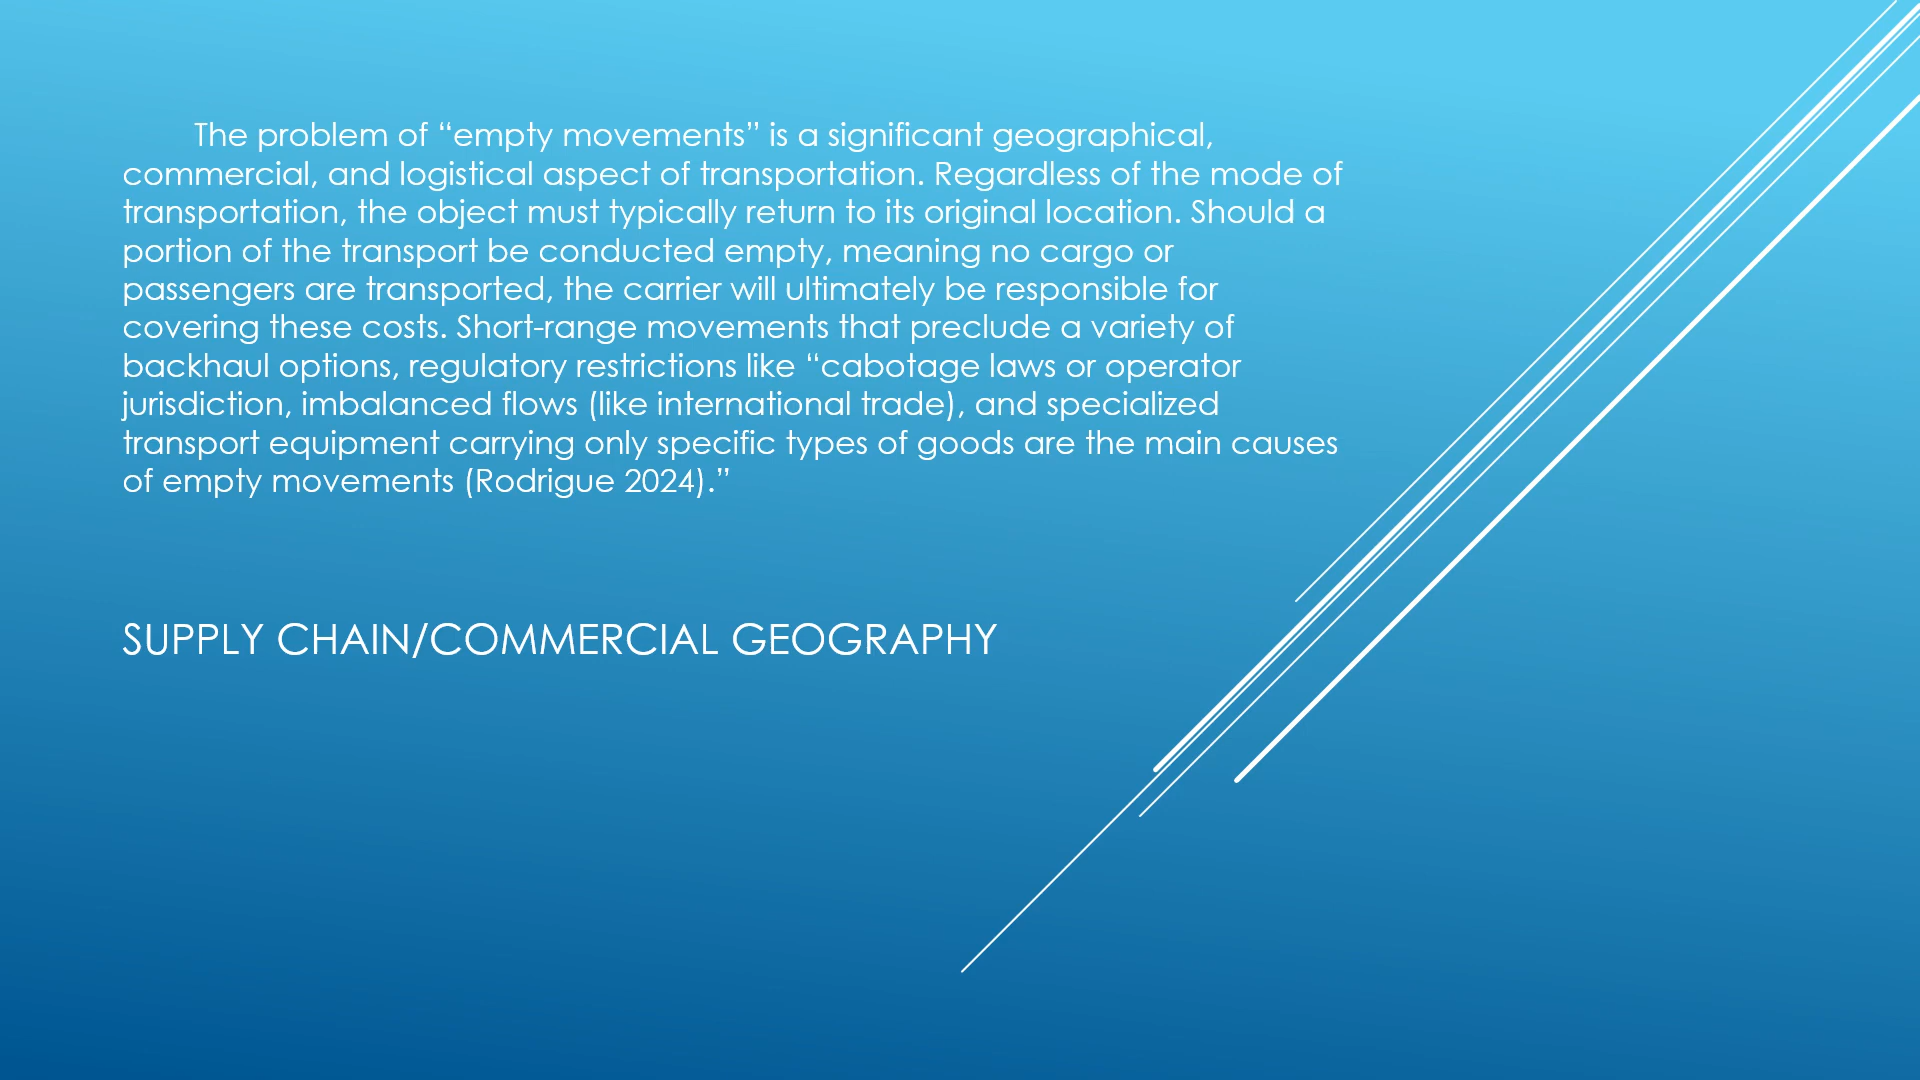 The problem of “empty movements” is a significant geographical,
commercial, and logistical aspect of transportation. Regardless of the mode of
transportation, the object must typically return to its original location. Should a
portion of the transport be conducted empty, meaning no cargo or
passengers are transported, the carrier will ultimately be responsible for
covering these costs. Short-range movements that preclude a variety of
backhaul options, regulatory restrictions like “cabotage laws or operator
jurisdiction, imbalanced flows (like international trade), and specialized
transport equipment carrying only specific types of goods are the main causes
of empty movements (Rodrigue 2024).”
SUPPLY CHAIN/COMMERCIAL GEOGRAPHY